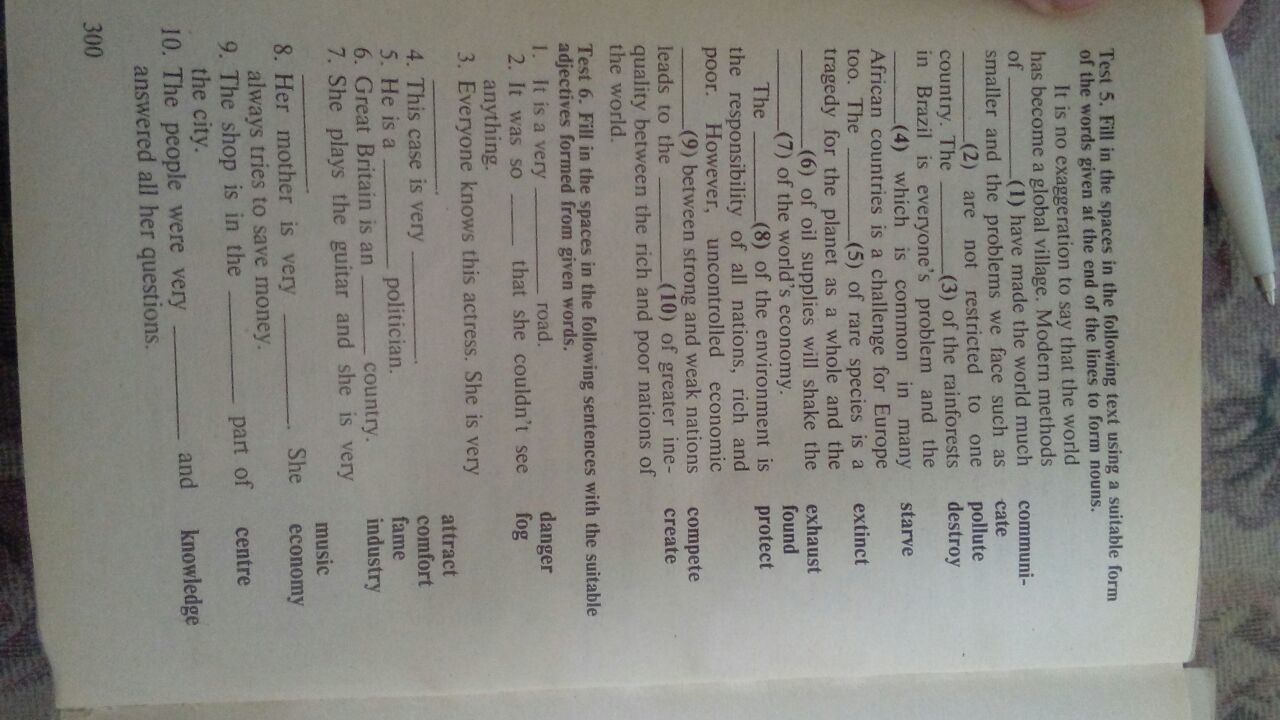 Test 5. Fill in the spaces in the following text using a suitable form
of the words given at the end of the lines to form nouns.
It is no exaggeration to say that the world
has become a global village. Modern methods
of ________ (1) have made the world much communi-
smaller and the problems we face such as cate
________ (2) are not restricted to one pollute
country. The ________ (3) of the rainforests destroy
in Brazil is everyone's problem and the
________ (4) which is common in many starve
African countries is a challenge for Europe
too. The ________ (5) of rare species is a extinct
tragedy for the planet as a whole and the
________ (6) of oil supplies will shake the exhaust
________ (7) of the world's economy. found
The ________ (8) of the environment is protect
the responsibility of all nations, rich and
poor. However, uncontrolled economic
leads to the ________ (10) of greater ine- create
________ (9) between strong and weak nations compete
quality between the rich and poor nations of
the world.
Test 6. Fill in the spaces in the following sentences with the suitable
adjectives formed from given words.
1. It is a very ________ road. danger
2. It was so ____ that she couldn't see fog
anything.
3. Everyone knows this actress. She is very attract
________.
4. This case is very ________. comfort
5. He is a ________ politician. fame
6. Great Britain is an ________ country. industry
7. She plays the guitar and she is very music
________.
8. Her mother is very ________. She economy
always tries to save money.
9. The shop is in the ________ part of centre
the city.
10. The people were very ________ and knowledge
answered all her questions.
300